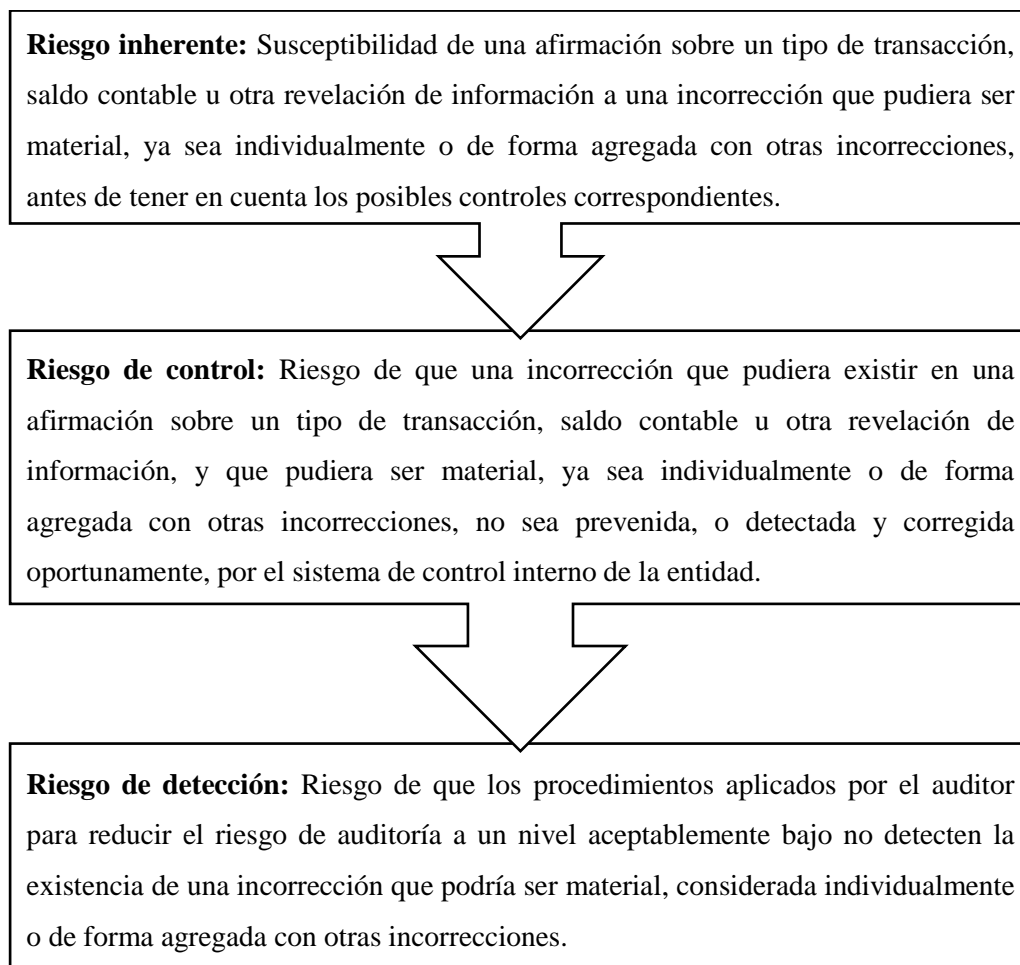 Riesgo inherente: Susceptibilidad de una afirmación sobre un tipo de transacción,
saldo contable u otra revelación de información a una incorrección que pudiera ser
material, ya sea individualmente o de forma agregada con otras incorrecciones,
antes de tener en cuenta los posibles controles correspondientes.
Riesgo de control: Riesgo de que una incorrección que pudiera existir en una
afirmación sobre un tipo de transacción, saldo contable u otra revelación de
información, y que pudiera ser material, ya sea individualmente o de forma
agregada con otras incorrecciones, no sea prevenida, o detectada y corregida
oportunamente, por el sistema de control interno de la entidad.
Riesgo de detección: Riesgo de que los procedimientos aplicados por el auditor
para reducir el riesgo de auditoría a un nivel aceptablemente bajo no detecten la
existencia de una incorrección que podría ser material, considerada individualmente
o de forma agregada con otras incorrecciones.